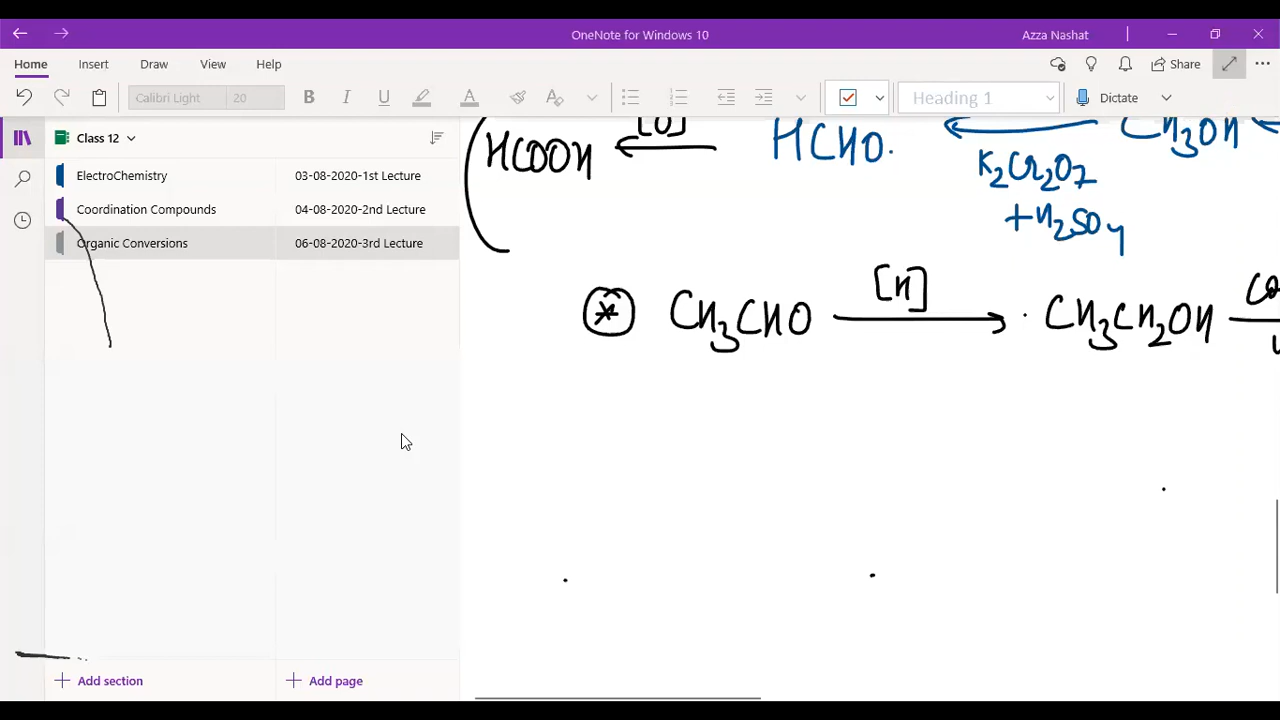 OneNote for Windows 10
Azza Nashat
Home Insert Draw View Help
Share
Calibri Light 20 B I U A Heading 1 Dictate
Class 12
ElectroChemistry 03-08-2020-1st Lecture
Coordination Compounds 04-08-2020-2nd Lecture
Organic Conversions 06-08-2020-3rd Lecture
HCOOH [O] HCHO. CH3OH
K2Cr2O7
+H2SO4
* CH3CHO [H] CH3CH2OH
Add section Add page